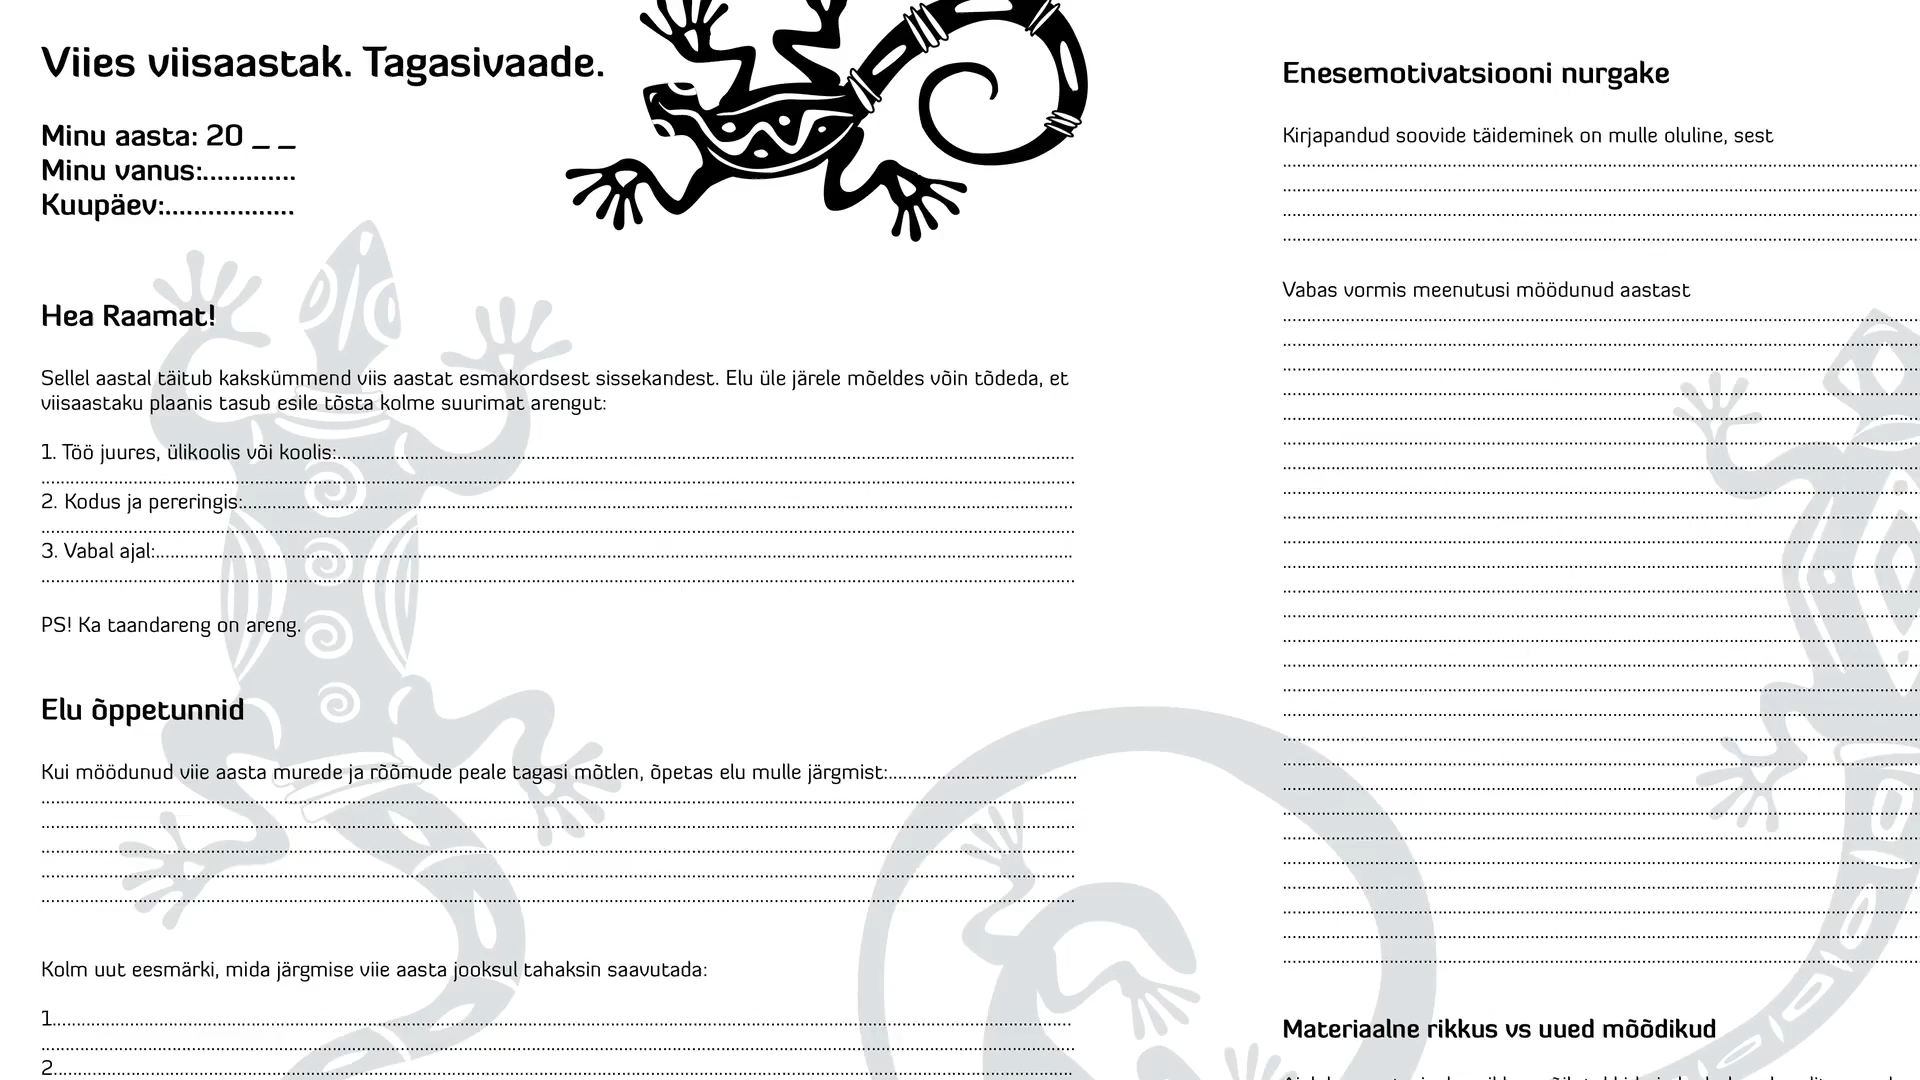 Viies viisaastak. Tagasivaade.
Minu aasta: 20 _ _
Minu vanus:.............
Kuupäev:..................
Hea Raamat!
Sellel aastal täitub kakskümmend viis aastat esmakordsest sissekandest. Elu üle järele mõeldes võin tõdeda, et
viisaastaku plaanis tasub esile tõsta kolme suurimat arengut:
1. Töö juures, ülikoolis või koolis:
2. Kodus ja pereringis:
3. Vabal ajal:
PS! Ka taandareng on areng.
Elu õppetunnid
Kui möödunud viie aasta murede ja rõõmude peale tagasi mõtlen, õpetas elu mulle järgmist:
Kolm uut eesmärki, mida järgmise viie aasta jooksul tahaksin saavutada:
1.
2.
Enesemotivatsiooni nurgake
Kirjapandud soovide täideminek on mulle oluline, sest
Vabas vormis meenutusi möödunud aastast
Materiaalne rikkus vs uued mõõdikud